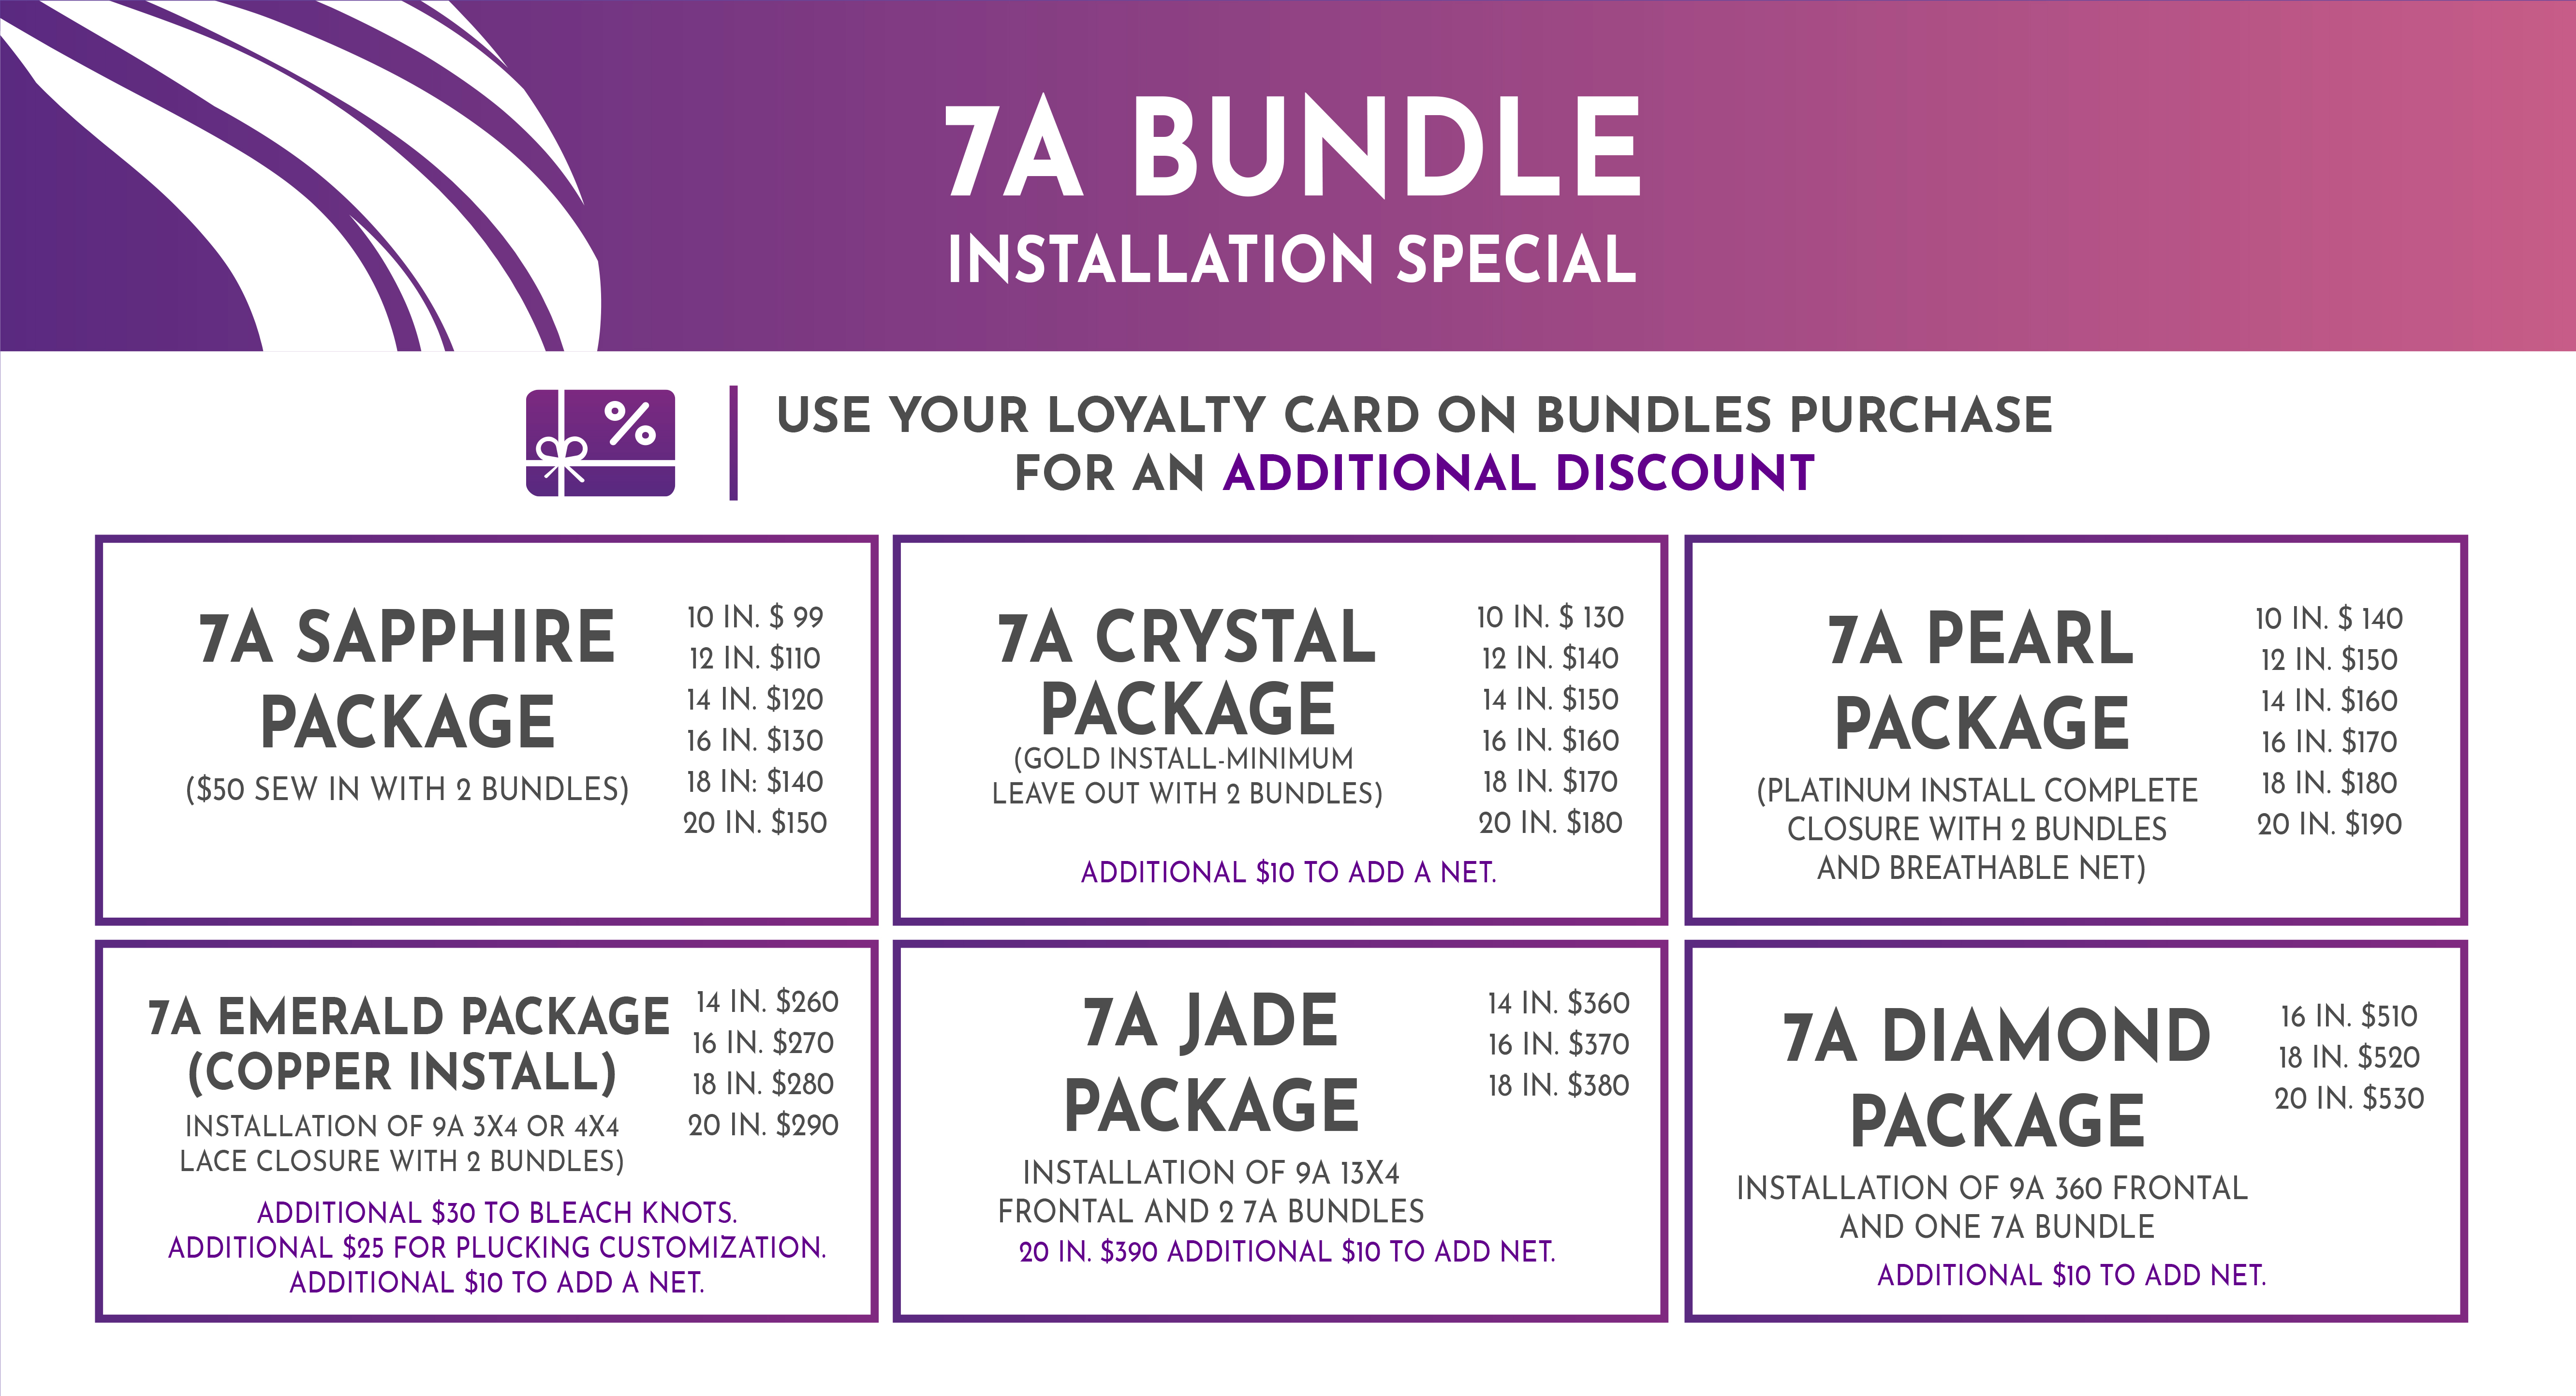 7A BUNDLE
INSTALLATION SPECIAL
USE YOUR LOYALTY CARD ON BUNDLES PURCHASE
FOR AN ADDITIONAL DISCOUNT
7A SAPPHIRE
PACKAGE
($50 SEW IN WITH 2 BUNDLES)
10 IN. $ 99
12 IN. $110
14 IN. $120
16 IN. $130
18 IN: $140
20 IN. $150
7A CRYSTAL
PACKAGE
(GOLD INSTALL-MINIMUM
LEAVE OUT WITH 2 BUNDLES)
10 IN. $ 130
12 IN. $140
14 IN. $150
16 IN. $160
18 IN. $170
20 IN. $180
ADDITIONAL $10 TO ADD A NET.
7A PEARL
PACKAGE
(PLATINUM INSTALL COMPLETE
CLOSURE WITH 2 BUNDLES
AND BREATHABLE NET)
10 IN. $ 140
12 IN. $150
14 IN. $160
16 IN. $170
18 IN. $180
20 IN. $190
7A EMERALD PACKAGE
(COPPER INSTALL)
INSTALLATION OF 9A 3X4 OR 4X4
LACE CLOSURE WITH 2 BUNDLES)
14 IN. $260
16 IN. $270
18 IN. $280
20 IN. $290
ADDITIONAL $30 TO BLEACH KNOTS.
ADDITIONAL $25 FOR PLUCKING CUSTOMIZATION.
ADDITIONAL $10 TO ADD A NET.
7A JADE
PACKAGE
INSTALLATION OF 9A 13X4
FRONTAL AND 2 7A BUNDLES
14 IN. $360
16 IN. $370
18 IN. $380
20 IN. $390 ADDITIONAL $10 TO ADD NET.
7A DIAMOND
PACKAGE
INSTALLATION OF 9A 360 FRONTAL
AND ONE 7A BUNDLE
16 IN. $510
18 IN. $520
20 IN. $530
ADDITIONAL $10 TO ADD NET.